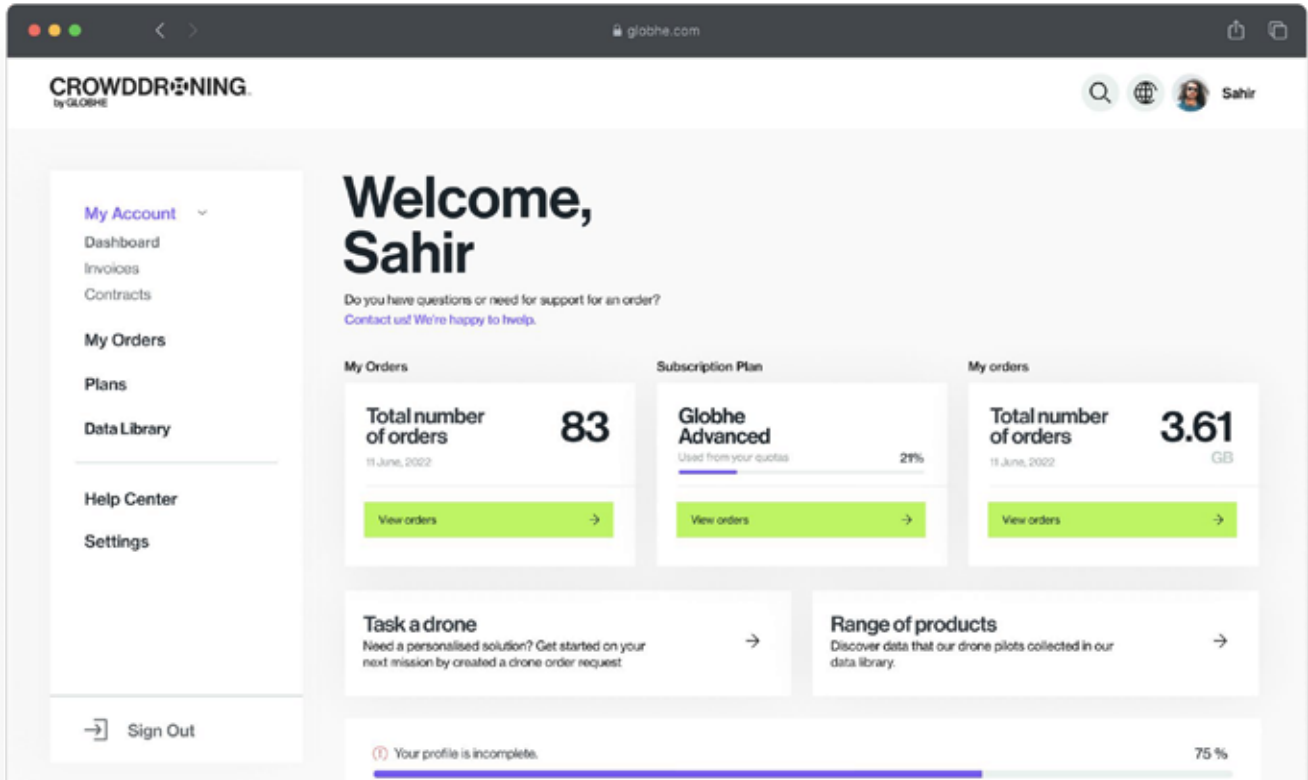 globhe.com
CROWDDRONING
by GLOBHE
Sahir
My Account
Dashboard
Invoices
Contracts
My Orders
Plans
Data Library
Help Center
Settings
Sign Out
Welcome,
Sahir
Do you have questions or need for support for an order?
Contact us! We're happy to hvelp.
My Orders
Total number
of orders
83
11 June, 2022
View orders
Subscription Plan
Globhe
Advanced
Used from your quotas
21%
View orders
My orders
Total number
of orders
3.61
GB
11 June, 2022
View orders
Task a drone
Need a personalised solution? Get started on your
next mission by created a drone order request
Range of products
Discover data that our drone pilots collected in our
data library.
Your profile is incomplete.
75 %